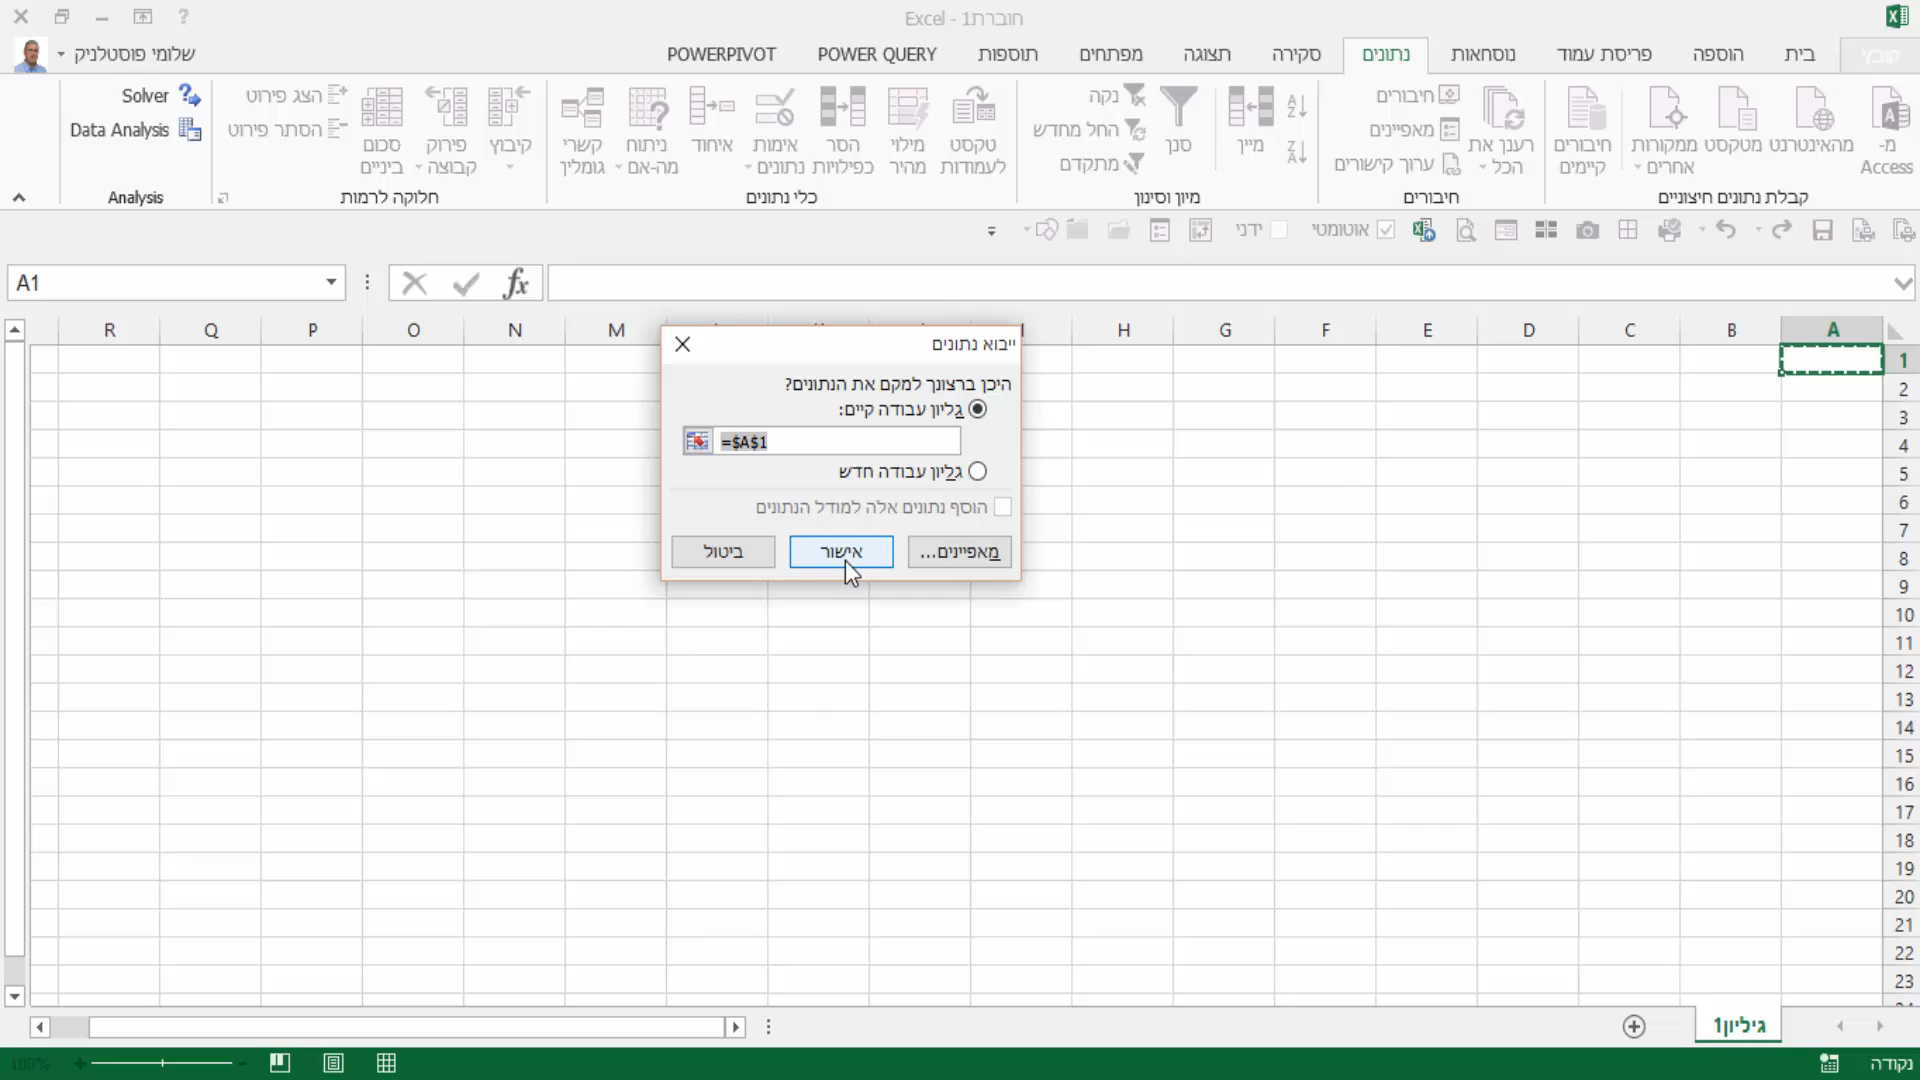 חוברת1 - Excel
קובץ
בית
הוספה
פריסת עמוד
נוסחאות
נתונים
סקירה
תצוגה
מפתחים
תוספות
POWER QUERY
POWERPIVOT
שלומי פוסטלניק
מ-
Access
מהאינטרנט
מטקסט
ממקורות
אחרים
חיבורים
קיימים
קבלת נתונים חיצוניים
רענן את
הכל
חיבורים
מאפיינים
ערוך קישורים
חיבורים
מיין
סנן
נקה
החל מחדש
מתקדם
מיון וסינון
טקסט
לעמודות
מילוי
מהיר
הסר
כפילויות
אימות
נתונים
איחוד
ניתוח
מה-אם
קשרי
גומלין
כלי נתונים
קיבוץ
פירוק
קבוצה
סכום
ביניים
הצג פירוט
הסתר פירוט
חלוקה לרמות
Solver
Data Analysis
Analysis
אוטומטי
ידני
A1
fx
R Q P O N M I H G F E D C B A
ייבוא נתונים
היכן ברצונך למקם את הנתונים?
גליון עבודה קיים:
=$A$1
גליון עבודה חדש
הוסף נתונים אלה למודל הנתונים
מאפיינים...
אישור
ביטול
1
2
3
4
5
6
7
8
9
10
11
12
13
14
15
16
17
18
19
20
21
22
23
גיליון1
נקודה
100%